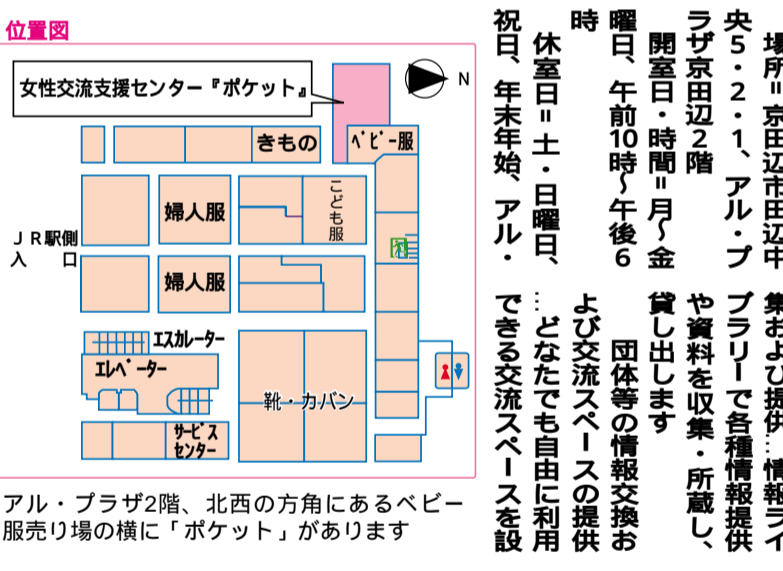 位置図
女性交流支援センター『ポケット』
N
きもの
ベビー服
婦人服
こども服
JR駅側
入 口
婦人服
エスカレーター
エレベーター
靴・カバン
サービス
センター
アル・プラザ2階、北西の方角にあるベビー
服売り場の横に「ポケット」があります
場所＝京田辺市田辺中
央5・2・1、アル・プ
ラザ京田辺2階
開室日・時間＝月～金
曜日、午前10時～午後6
時
休室日＝土・日曜日、
祝日、年末年始、アル・
集および提供…情報ライ
ブラリーで各種情報提供
や資料を収集・所蔵し、
貸し出します
団体等の情報交換お
よび交流スペースの提供
…どなたでも自由に利用
できる交流スペースを設